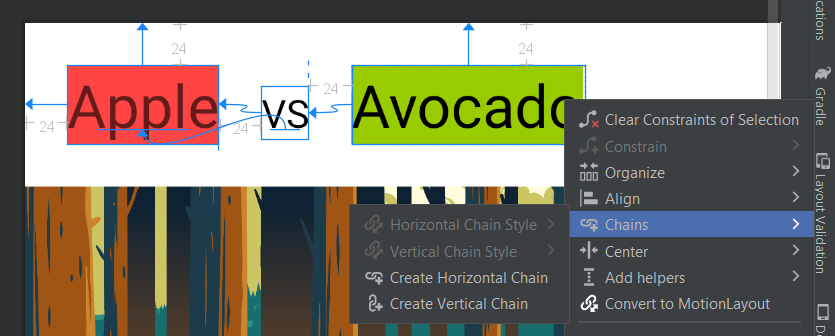 cations
24
24
Apple
vs
24
Avocado
24
24
Gradle
Layout Validation
Clear Constraints of Selection
Constrain
Organize
Align
Chains
Center
Add helpers
Convert to MotionLayout
Horizontal Chain Style
Vertical Chain Style
Create Horizontal Chain
Create Vertical Chain